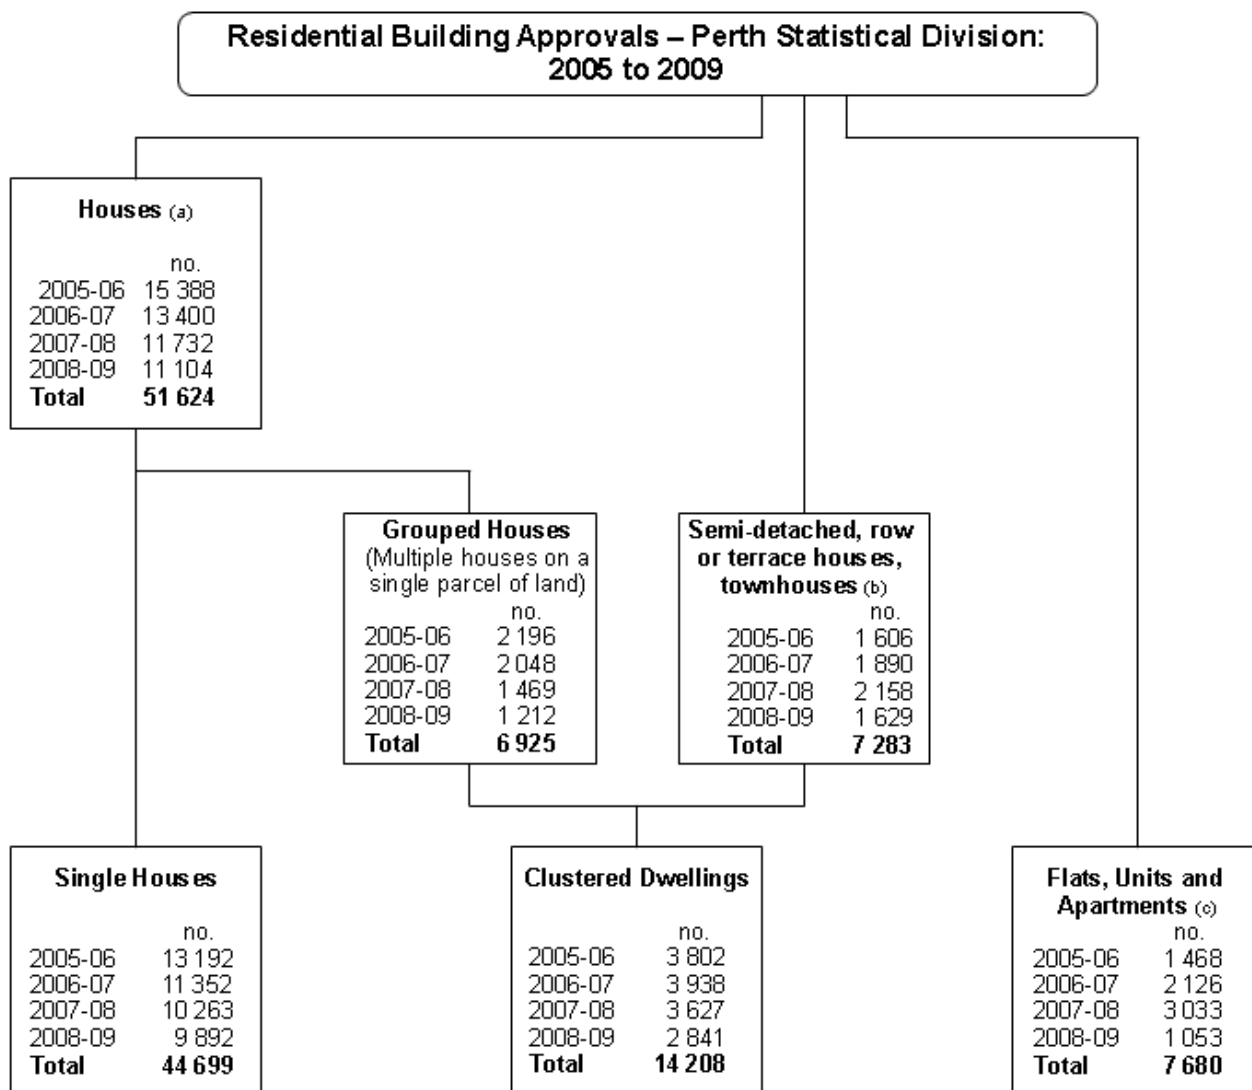 Residential Building Approvals – Perth Statistical Division:
2005 to 2009
Houses (a)
no.
2005-06 15 388
2006-07 13 400
2007-08 11 732
2008-09 11 104
Total 51 624
Grouped Houses
(Multiple houses on a
single parcel of land)
no.
2005-06 2 196
2006-07 2 048
2007-08 1 469
2008-09 1 212
Total 6 925
Semi-detached, row
or terrace houses,
townhouses (b)
no.
2005-06 1 606
2006-07 1 890
2007-08 2 158
2008-09 1 629
Total 7 283
Single Houses
no.
2005-06 13 192
2006-07 11 352
2007-08 10 263
2008-09 9 892
Total 44 699
Clustered Dwellings
no.
2005-06 3 802
2006-07 3 938
2007-08 3 627
2008-09 2 841
Total 14 208
Flats, Units and
Apartments (c)
no.
2005-06 1 468
2006-07 2 126
2007-08 3 033
2008-09 1 053
Total 7 680